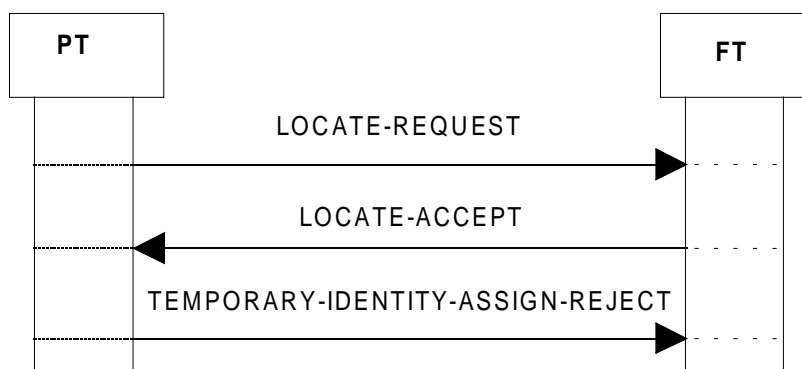 PT
FT
LOCATE-REQUEST
LOCATE-ACCEPT
TEMPORARY-IDENTITY-ASSIGN-REJECT